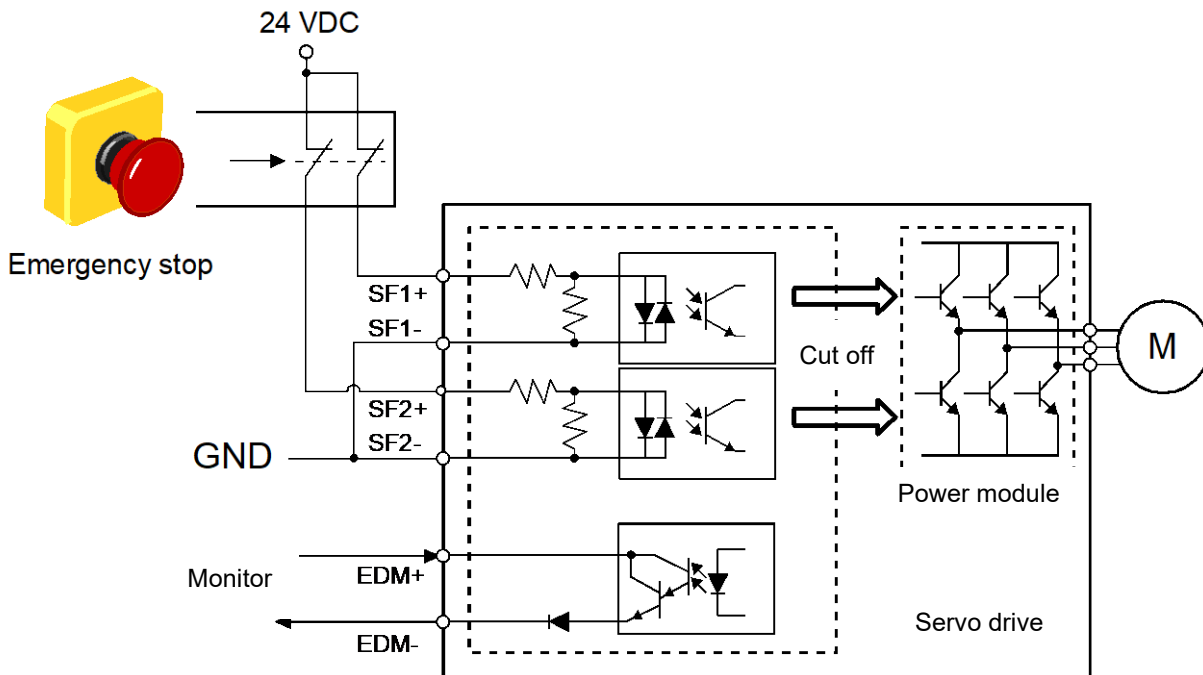 24 VDC
Emergency stop
SF1+
SF1-
Cut off
M
SF2+
SF2-
GND
Power module
Monitor
EDM+
EDM-
Servo drive